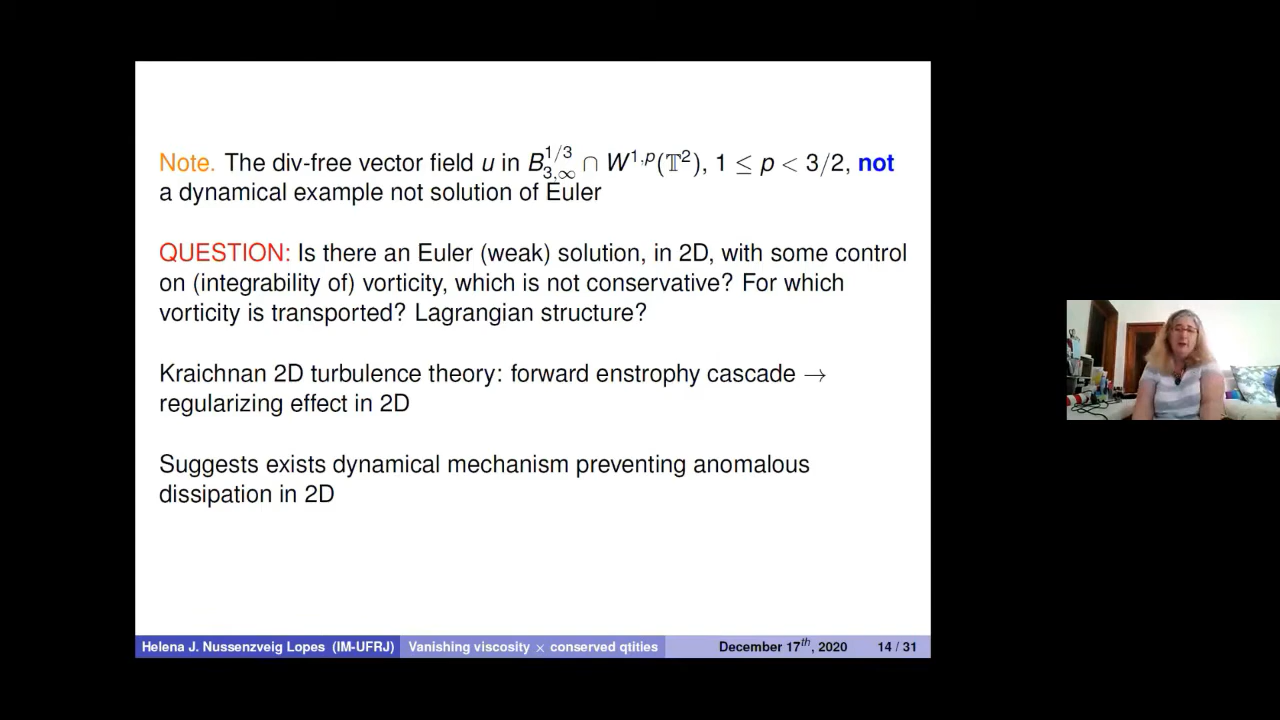 Note. The div-free vector field u in B^{1/3}_{3,∞} ∩ W^{1,p}(𝕋²), 1 ≤ p < 3/2, not
a dynamical example not solution of Euler
QUESTION: Is there an Euler (weak) solution, in 2D, with some control
on (integrability of) vorticity, which is not conservative? For which
vorticity is transported? Lagrangian structure?
Kraichnan 2D turbulence theory: forward enstrophy cascade →
regularizing effect in 2D
Suggests exists dynamical mechanism preventing anomalous
dissipation in 2D
Helena J. Nussenzveig Lopes (IM-UFRJ) Vanishing viscosity × conserved qtities December 17th, 2020 14 / 31